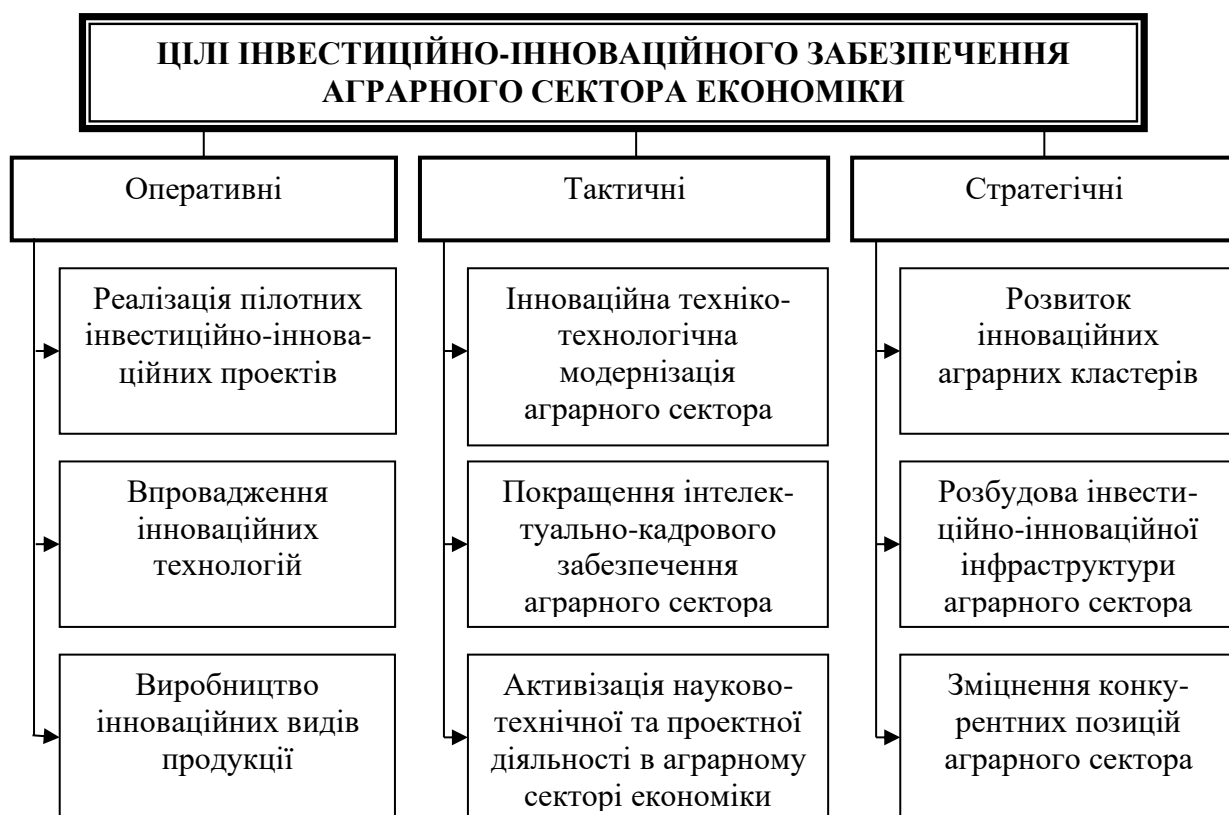 ЦІЛІ ІНВЕСТИЦІЙНО-ІННОВАЦІЙНОГО ЗАБЕЗПЕЧЕННЯ
АГРАРНОГО СЕКТОРА ЕКОНОМІКИ
Оперативні
Реалізація пілотних
інвестиційно-іннова-
ційних проектів
Впровадження
інноваційних
технологій
Виробництво
інноваційних видів
продукції
Тактичні
Інноваційна техніко-
технологічна
модернізація
аграрного сектора
Покращення інтелек-
туально-кадрового
забезпечення
аграрного сектора
Активізація науково-
технічної та проектної
діяльності в аграрному
секторі економіки
Стратегічні
Розвиток
інноваційних
аграрних кластерів
Розбудова інвести-
ційно-інноваційної
інфраструктури
аграрного сектора
Зміцнення конку-
рентних позицій
аграрного сектора